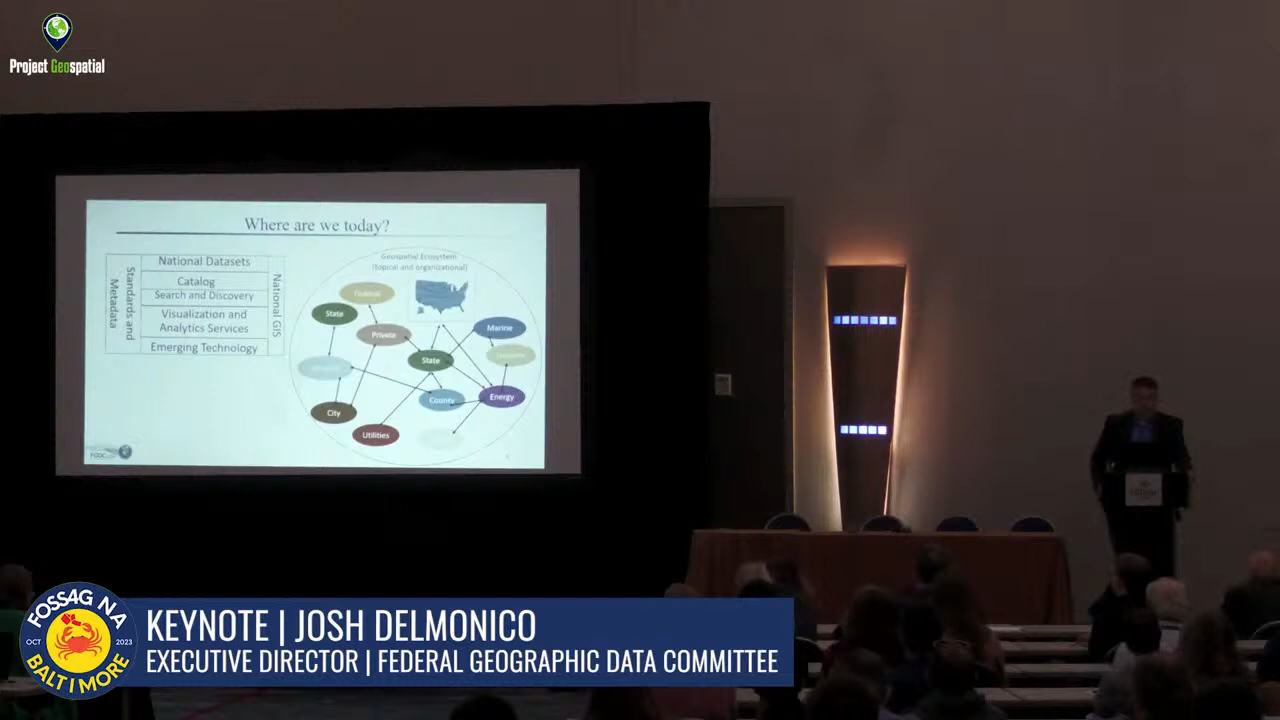 Project Geospatial
Where are we today?
Standards and
Metadata
National Datasets
Catalog
Search and Discovery
Visualization and
Analytics Services
Emerging Technology
National GIS
Geospatial Ecosystem
(topical and organizational)
Federal
State
Private
Marine
State
County
Energy
City
Utilities
FGDC
FOSS4G NA
OCT 2023
BALTIMORE
KEYNOTE | JOSH DELMONICO
EXECUTIVE DIRECTOR | FEDERAL GEOGRAPHIC DATA COMMITTEE